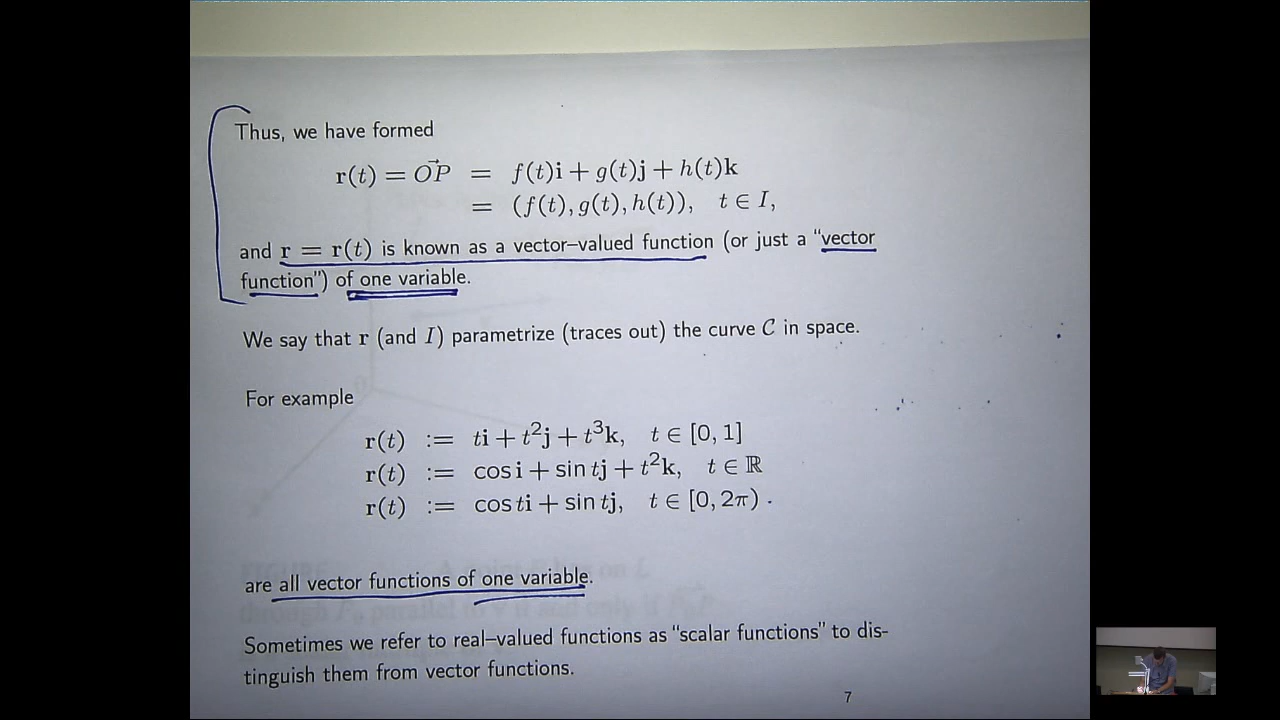 Thus, we have formed
r(t) = \vec{OP} = f(t)i + g(t)j + h(t)k
= (f(t), g(t), h(t)), t ∈ I,
and r = r(t) is known as a vector–valued function (or just a "vector
function") of one variable.
We say that r (and I) parametrize (traces out) the curve C in space.
For example
r(t) := ti + t²j + t³k, t ∈ [0, 1]
r(t) := cos i + sin tj + t²k, t ∈ ℝ
r(t) := cos ti + sin tj, t ∈ [0, 2π) .
are all vector functions of one variable.
Sometimes we refer to real–valued functions as "scalar functions" to dis-
tinguish them from vector functions.
7